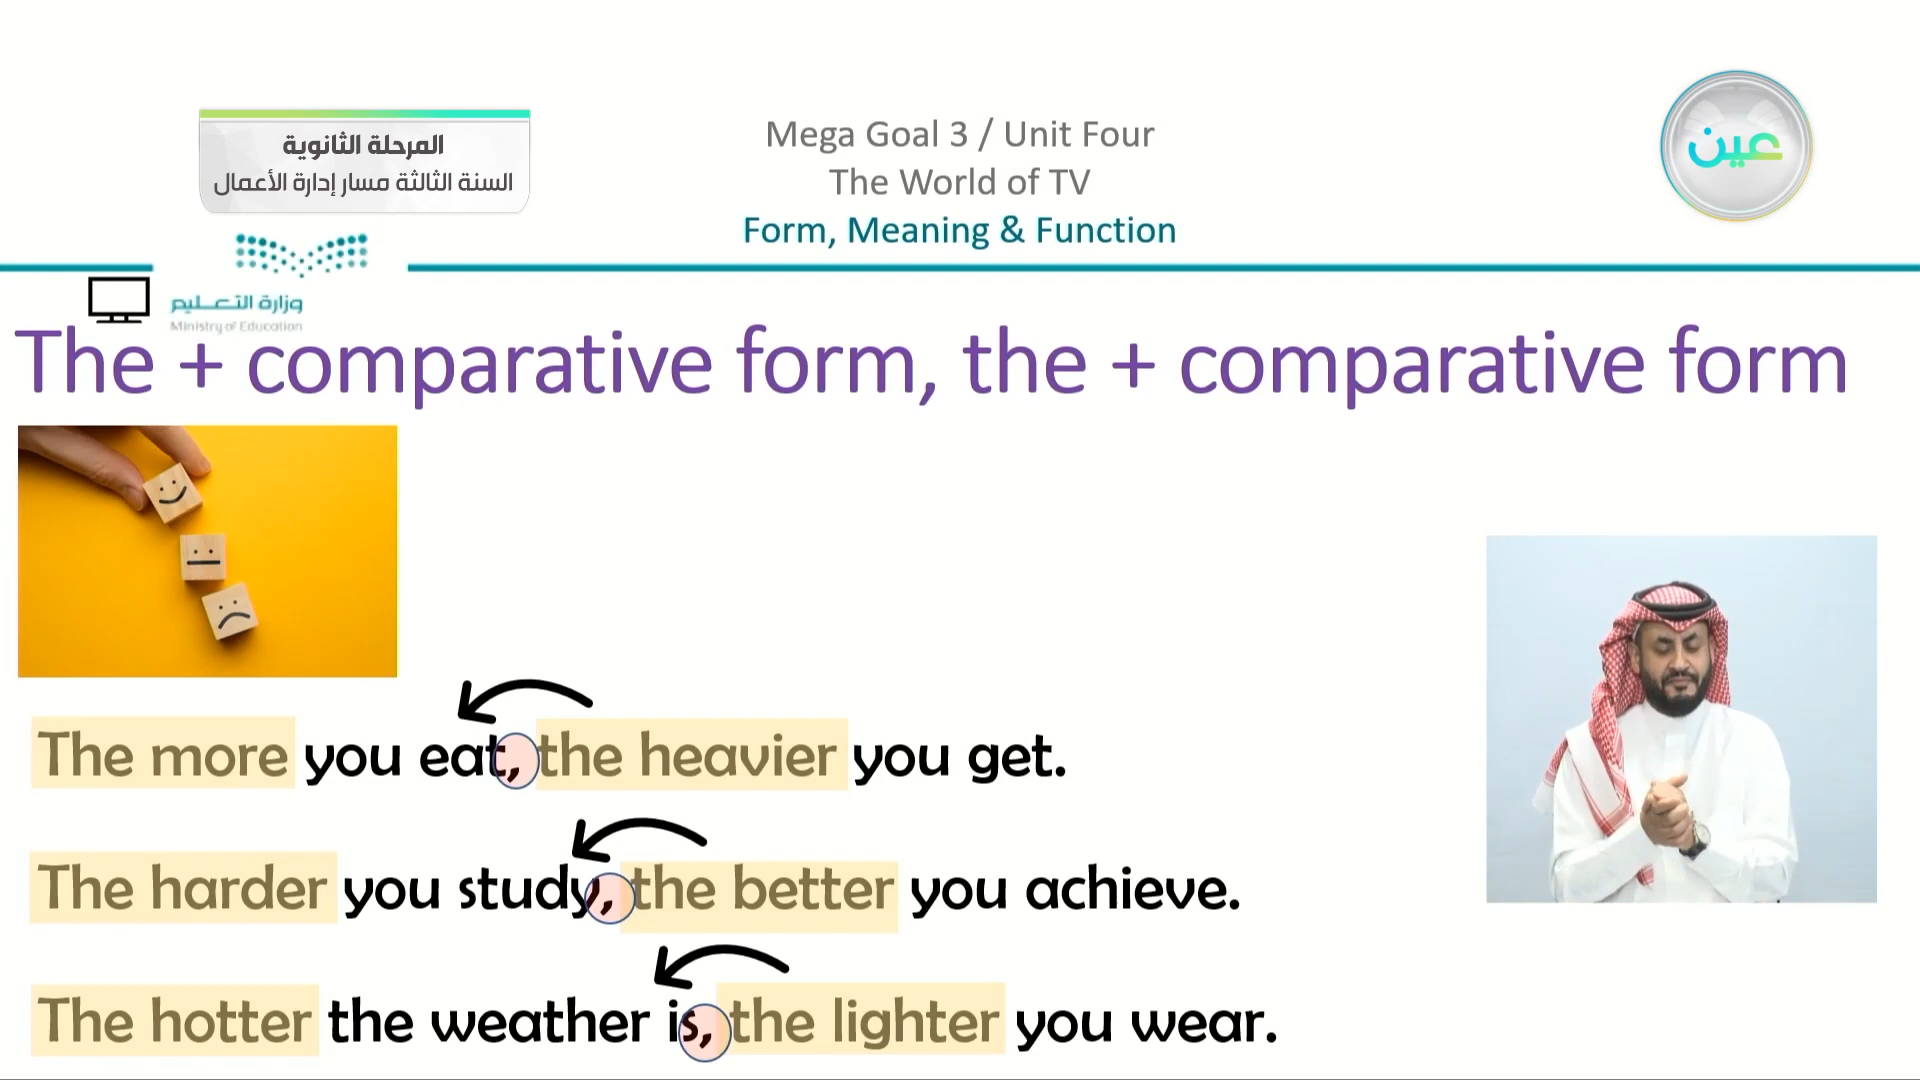 المرحلة الثانوية
السنة الثالثة مسار إدارة الأعمال
Mega Goal 3 / Unit Four
The World of TV
Form, Meaning & Function
عين
وزارة التعليم
Ministry of Education
The + comparative form, the + comparative form
The more you eat, the heavier you get.
The harder you study, the better you achieve.
The hotter the weather is, the lighter you wear.